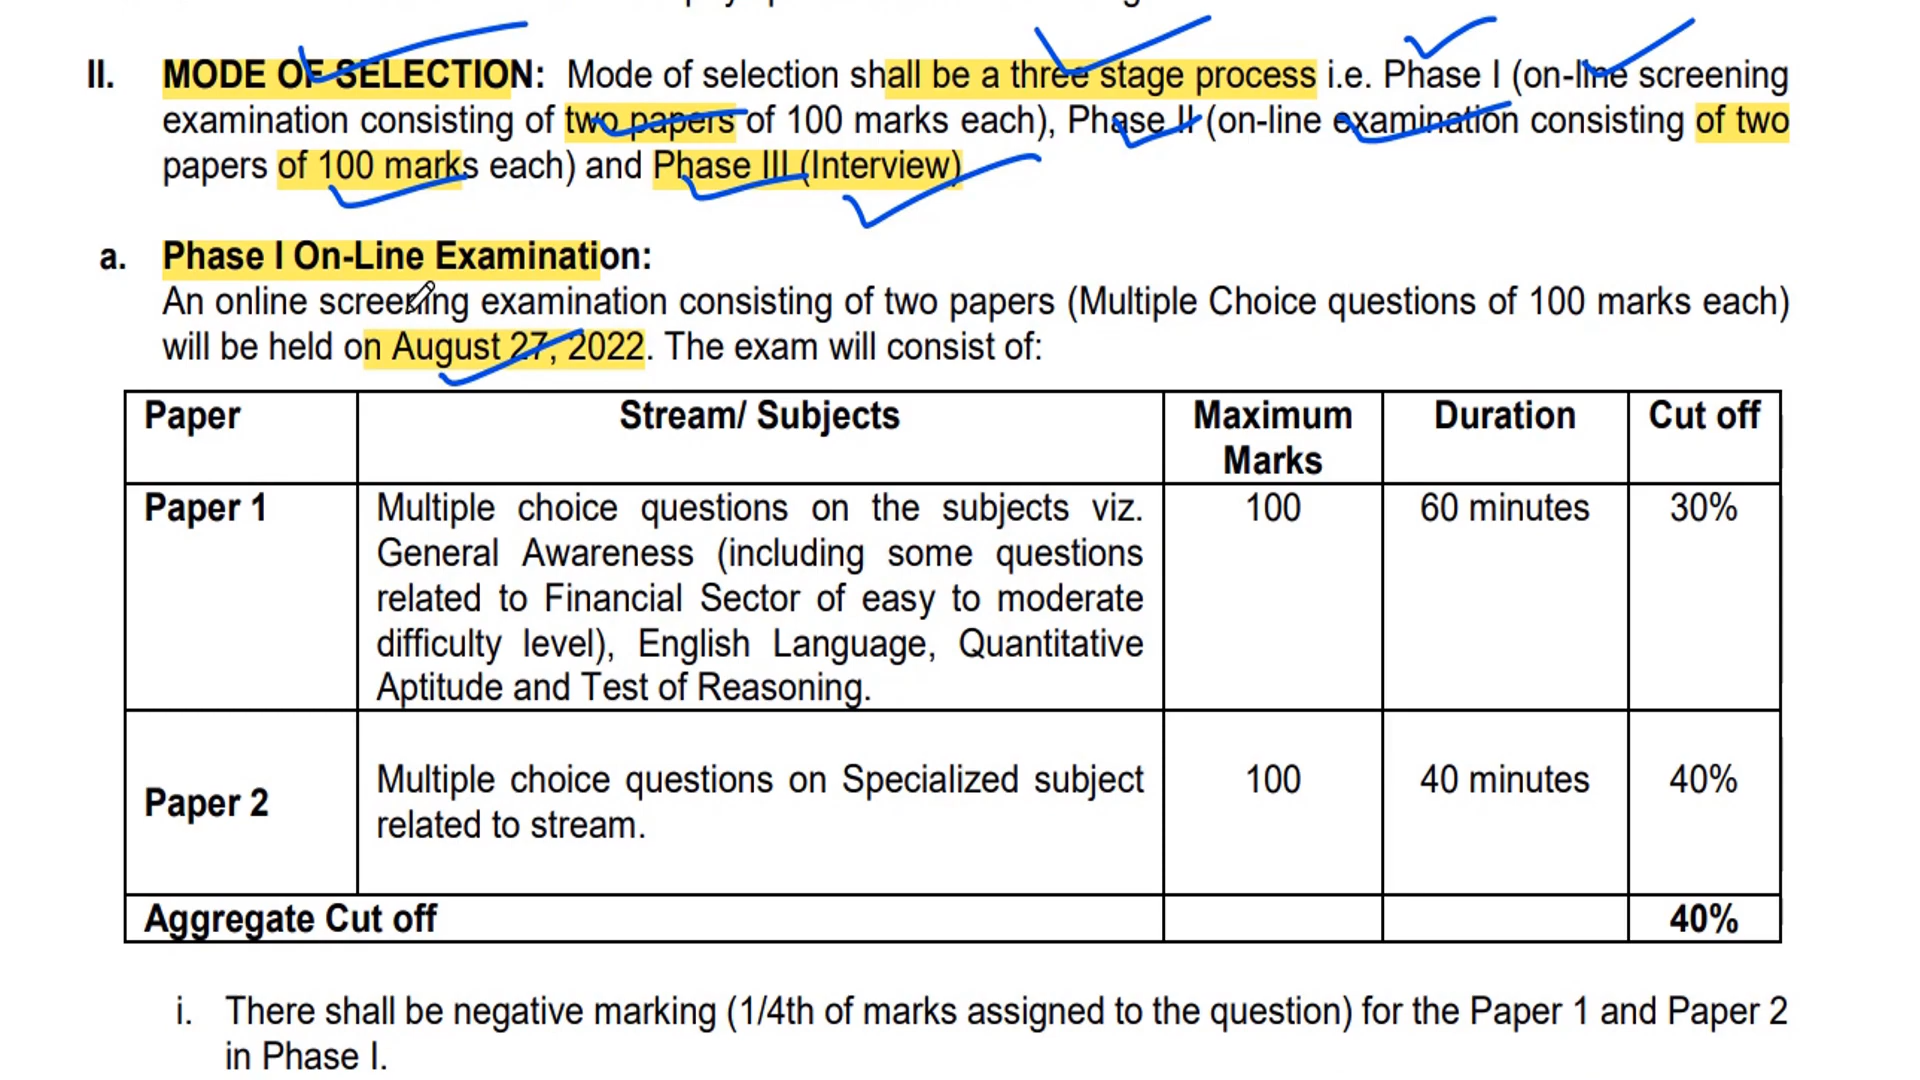 II. MODE OF SELECTION: Mode of selection shall be a three stage process i.e. Phase I (on-line screening
examination consisting of two papers of 100 marks each), Phase II (on-line examination consisting of two
papers of 100 marks each) and Phase III (Interview)
a. Phase I On-Line Examination:
An online screening examination consisting of two papers (Multiple Choice questions of 100 marks each)
will be held on August 27, 2022. The exam will consist of:
Paper Stream/ Subjects Maximum Marks Duration Cut off
Paper 1 Multiple choice questions on the subjects viz. 100 60 minutes 30%
General Awareness (including some questions
related to Financial Sector of easy to moderate
difficulty level), English Language, Quantitative
Aptitude and Test of Reasoning.
Paper 2 Multiple choice questions on Specialized subject 100 40 minutes 40%
related to stream.
Aggregate Cut off 40%
i. There shall be negative marking (1/4th of marks assigned to the question) for the Paper 1 and Paper 2
in Phase I.